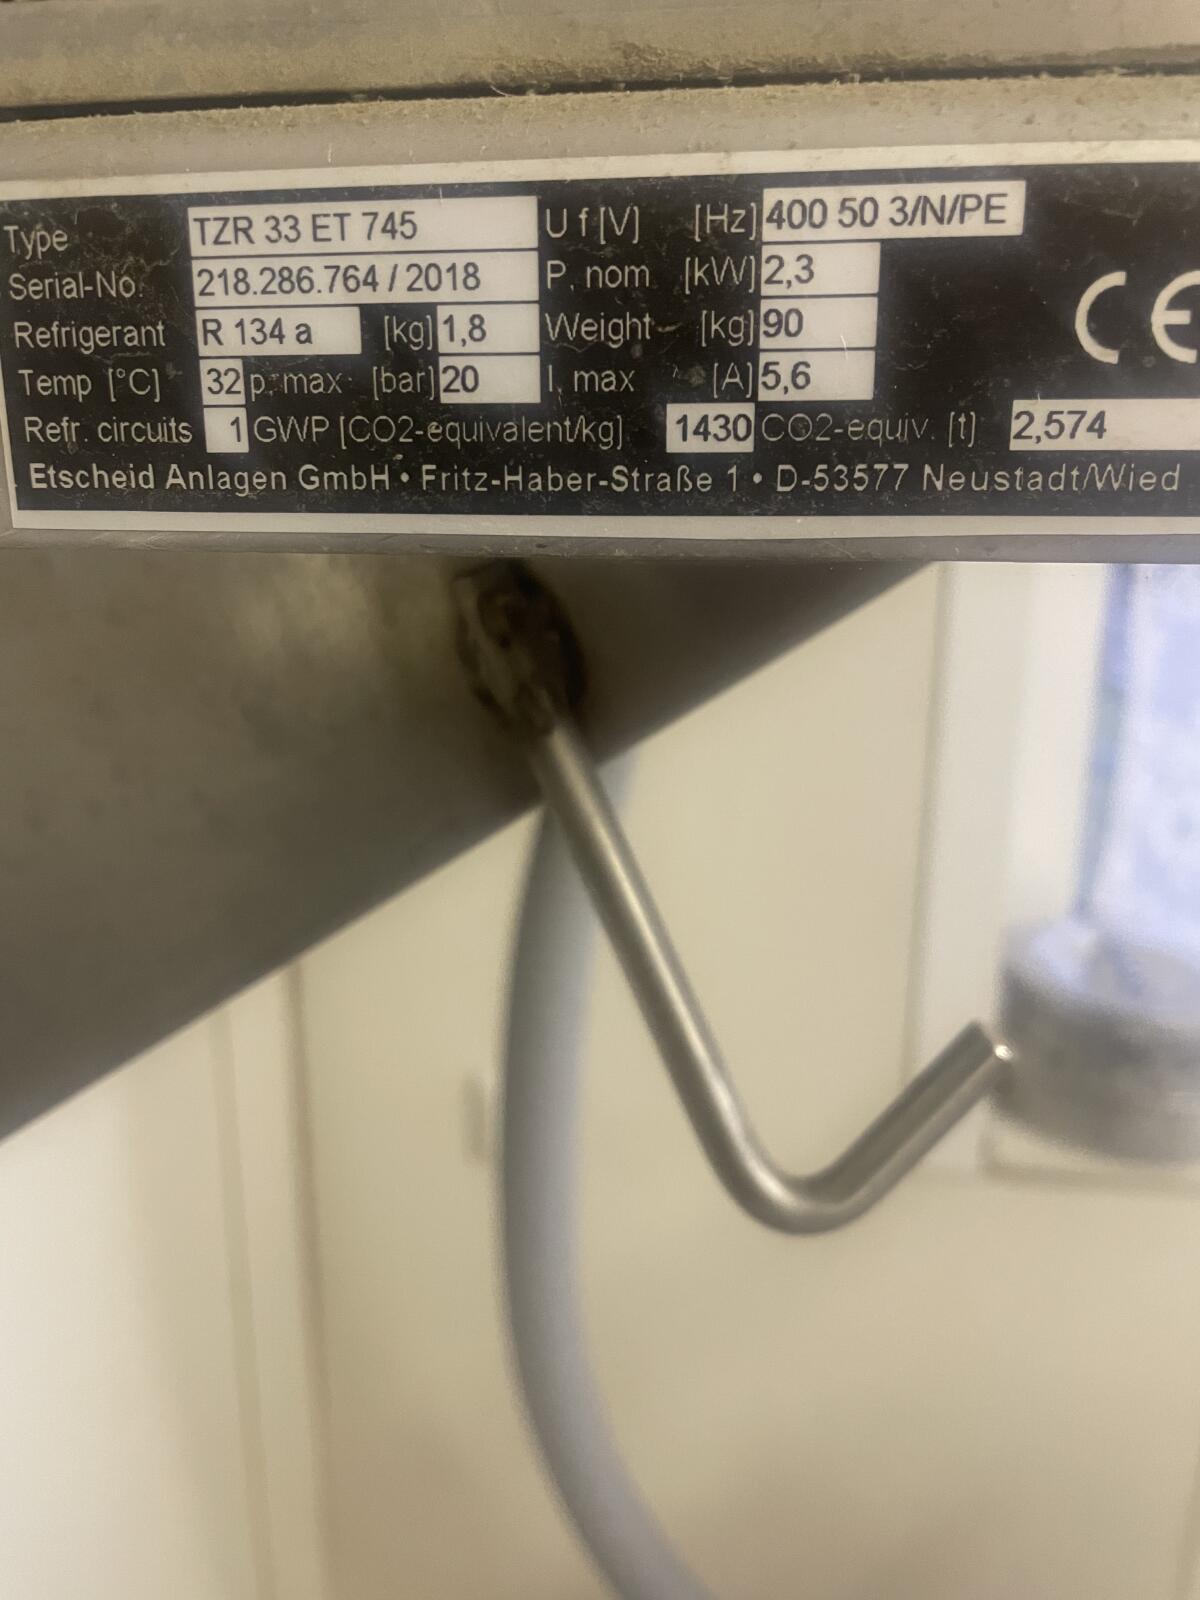 Type TZR 33 ET 745 U f [V] [Hz] 400 50 3/N/PE
Serial-No. 218.286.764 / 2018 P. nom [kW] 2,3
Refrigerant R 134 a [kg] 1,8 Weight [kg] 90
Temp [°C] 32 p. max [bar] 20 I. max [A] 5,6
Refr. circuits 1 GWP [CO2-equivalent/kg] 1430 CO2-equiv. [t] 2,574
Etscheid Anlagen GmbH • Fritz-Haber-Straße 1 • D-53577 Neustadt/Wied
CE